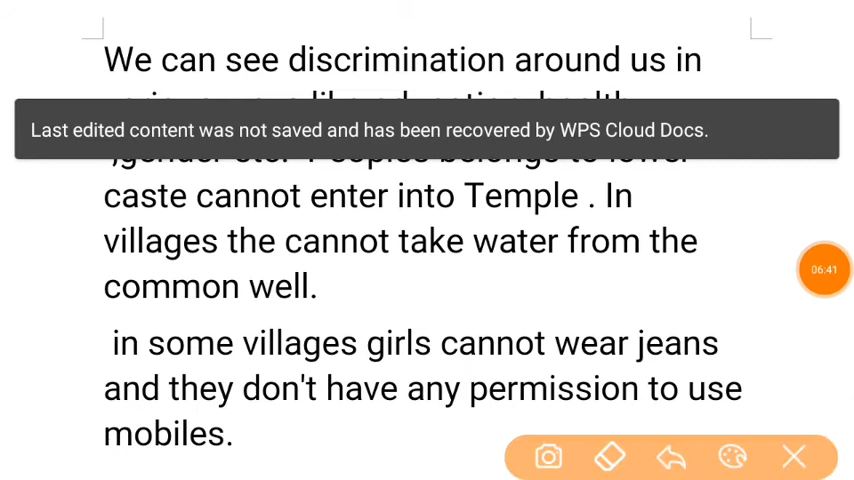 We can see discrimination around us in
Last edited content was not saved and has been recovered by WPS Cloud Docs.
caste cannot enter into Temple . In
villages the cannot take water from the
common well.
06:41
in some villages girls cannot wear jeans
and they don't have any permission to use
mobiles.